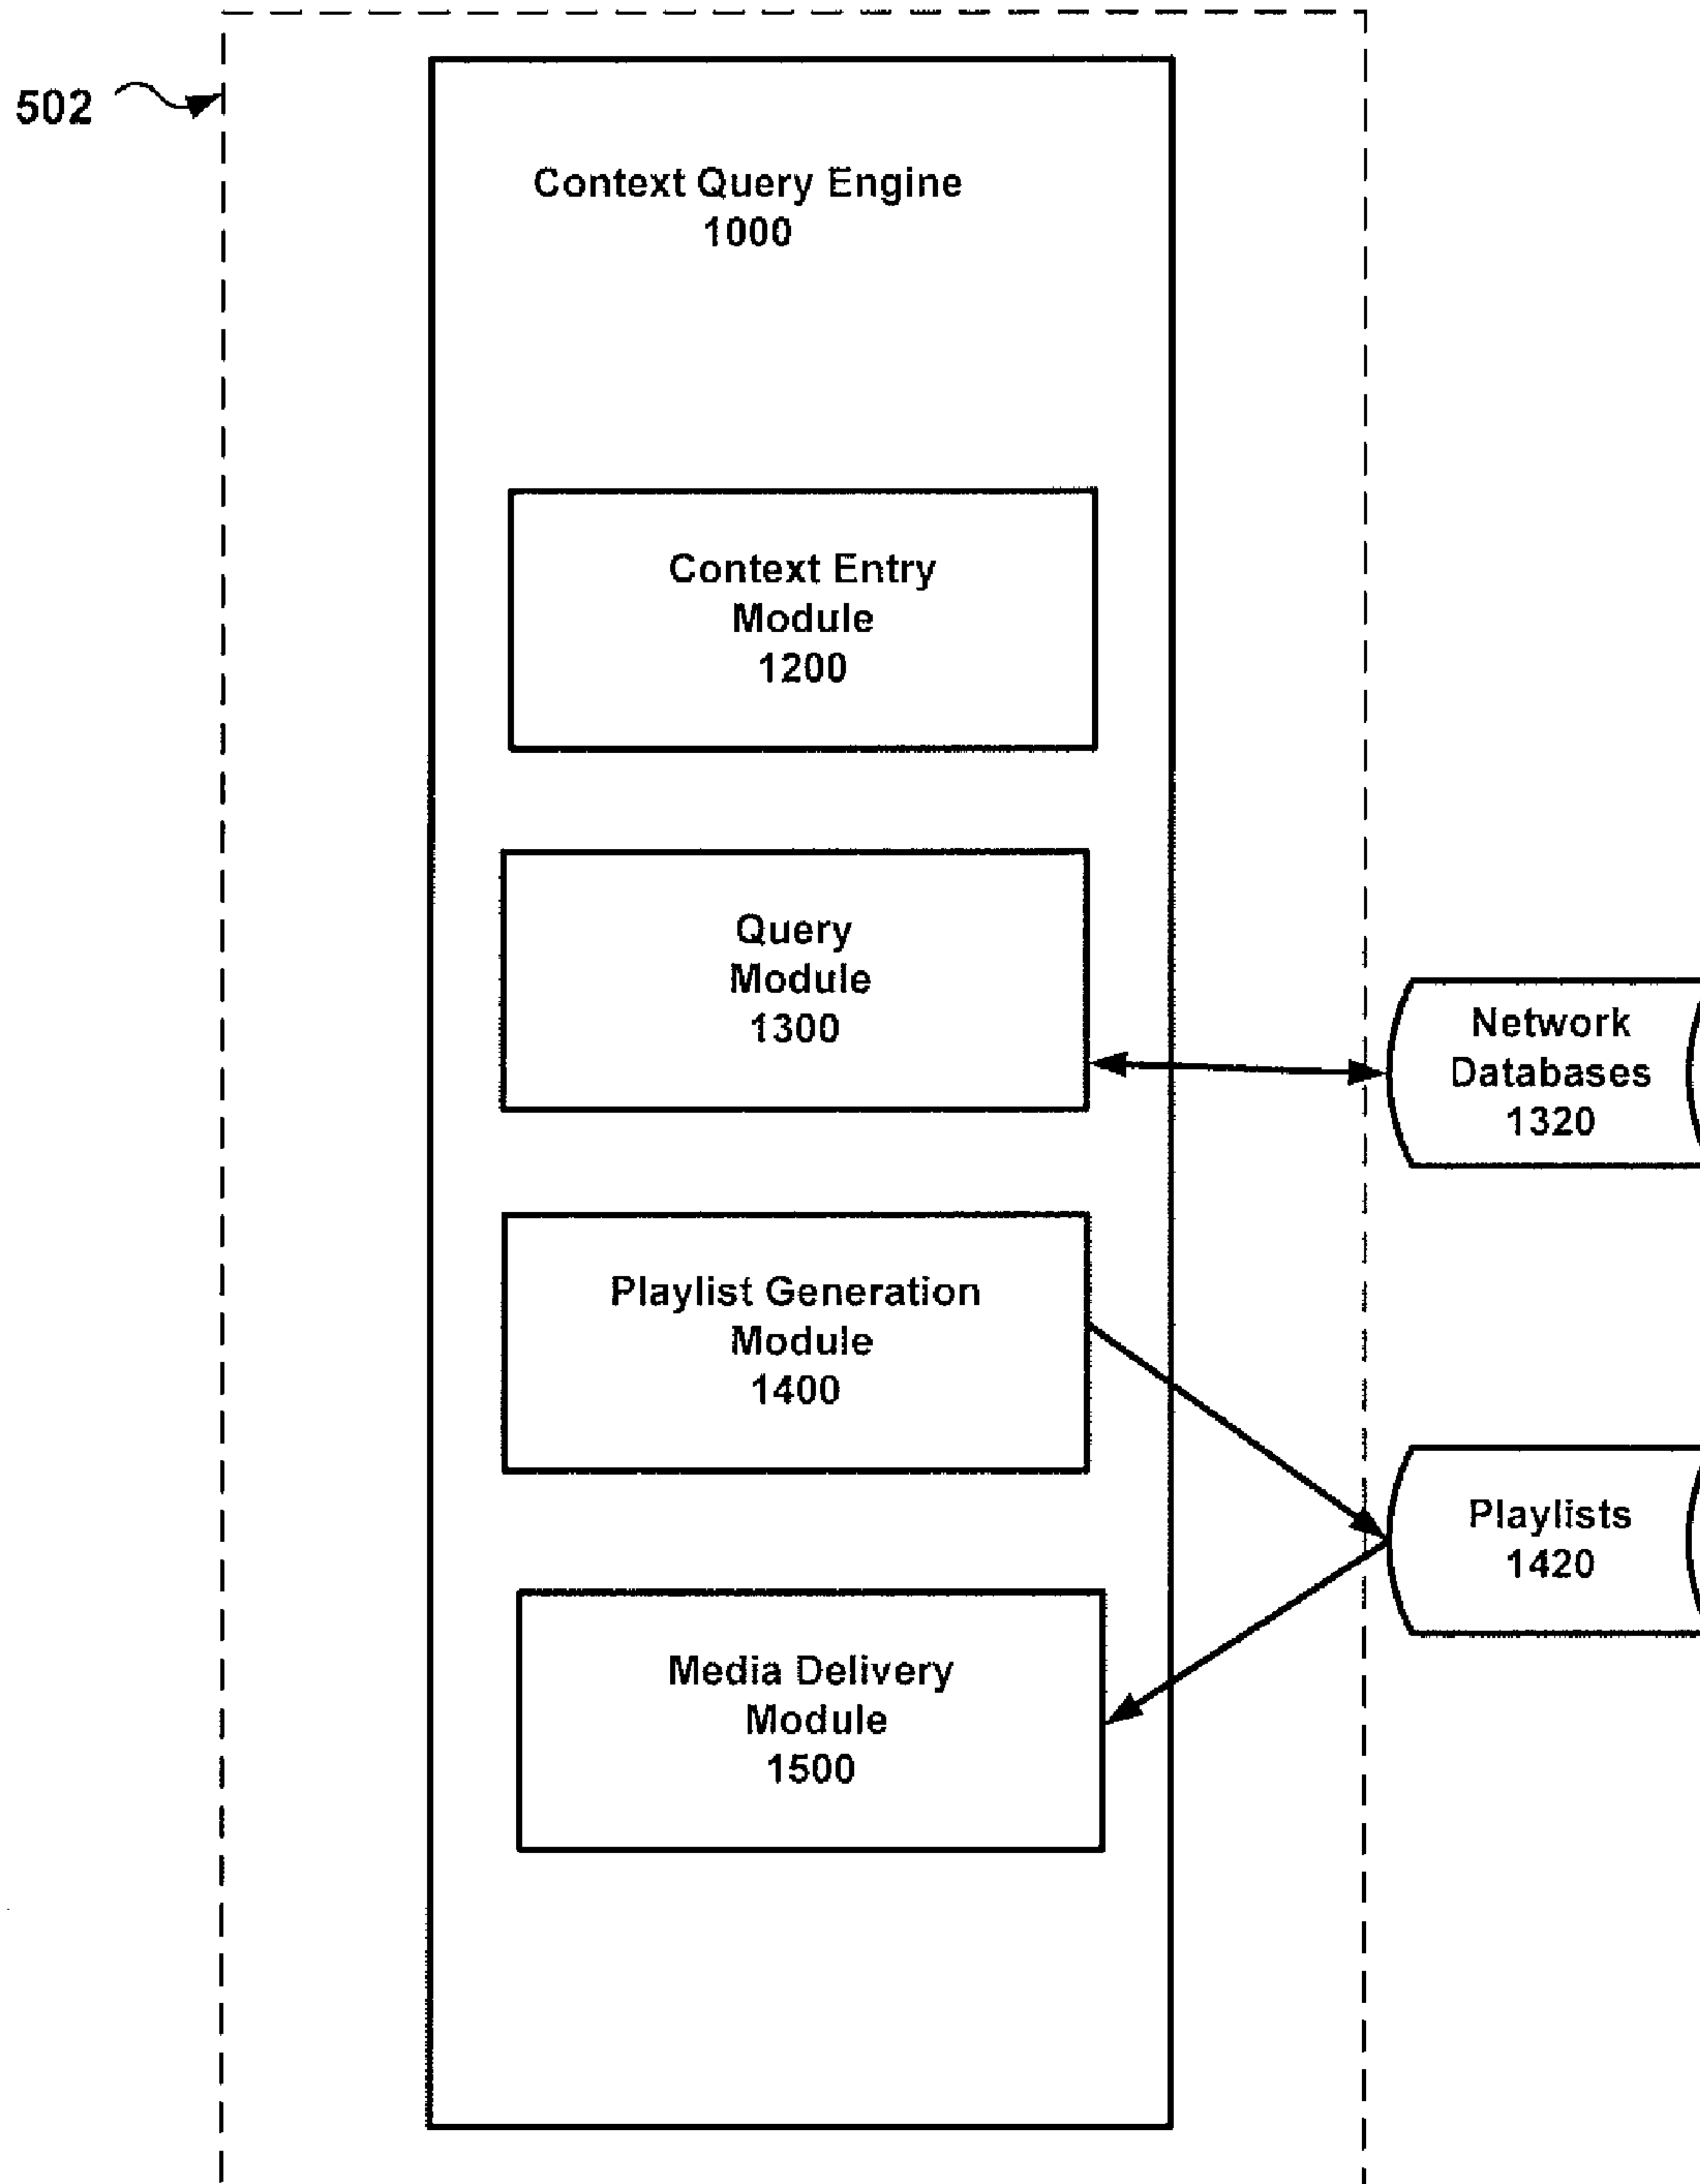 502
Context Query Engine
1000
Context Entry
Module
1200
Query
Module
1300
Network
Databases
1320
Playlist Generation
Module
1400
Playlists
1420
Media Delivery
Module
1500